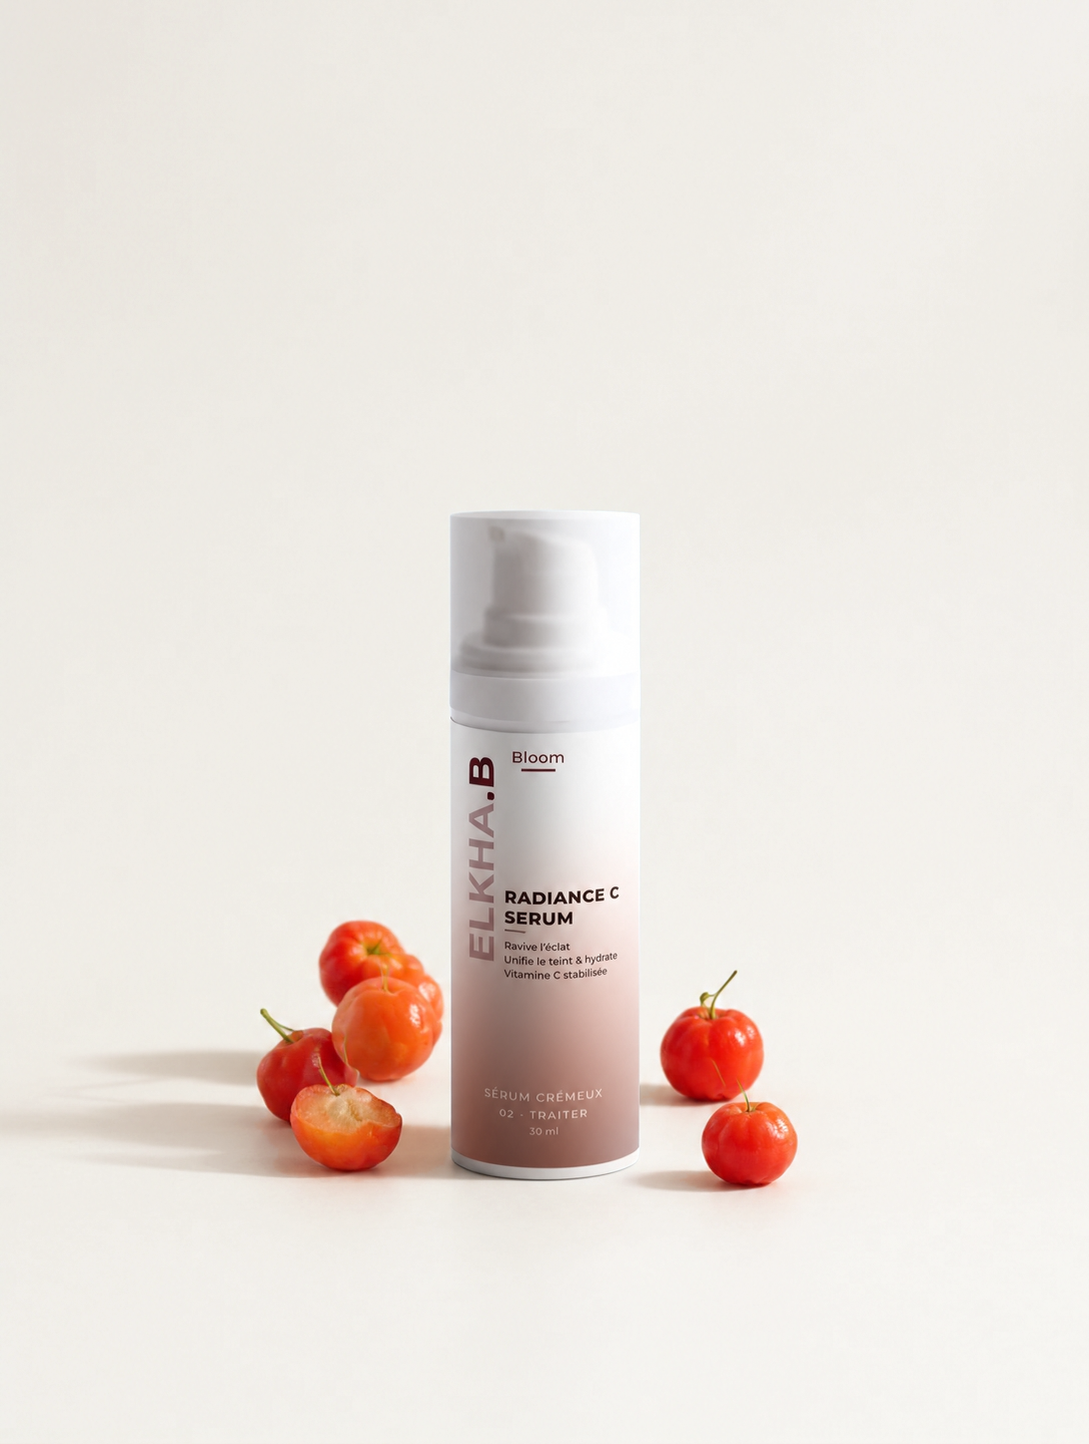 Bloom
ELKHA.B
RADIANCE C
SERUM
Ravive l'éclat
Unifie le teint & hydrate
Vitamine C stabilisée
SÉRUM CRÉMEUX
02 - TRAITER
30 ml